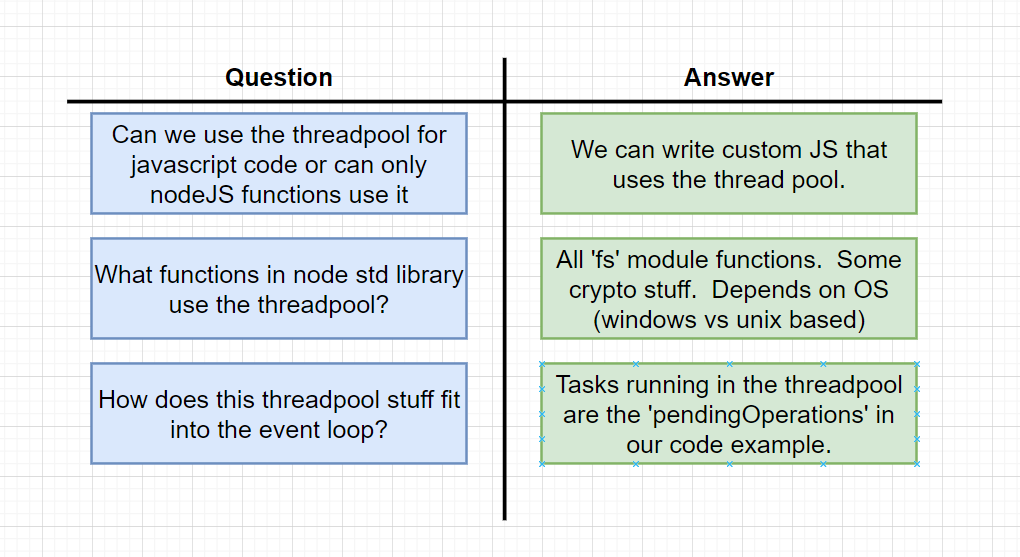 Question
Answer
Can we use the threadpool for
javascript code or can only
nodeJS functions use it
We can write custom JS that
uses the thread pool.
What functions in node std library
use the threadpool?
All 'fs' module functions.  Some
crypto stuff.  Depends on OS
(windows vs unix based)
How does this threadpool stuff fit
into the event loop?
Tasks running in the threadpool
are the 'pendingOperations' in
our code example.